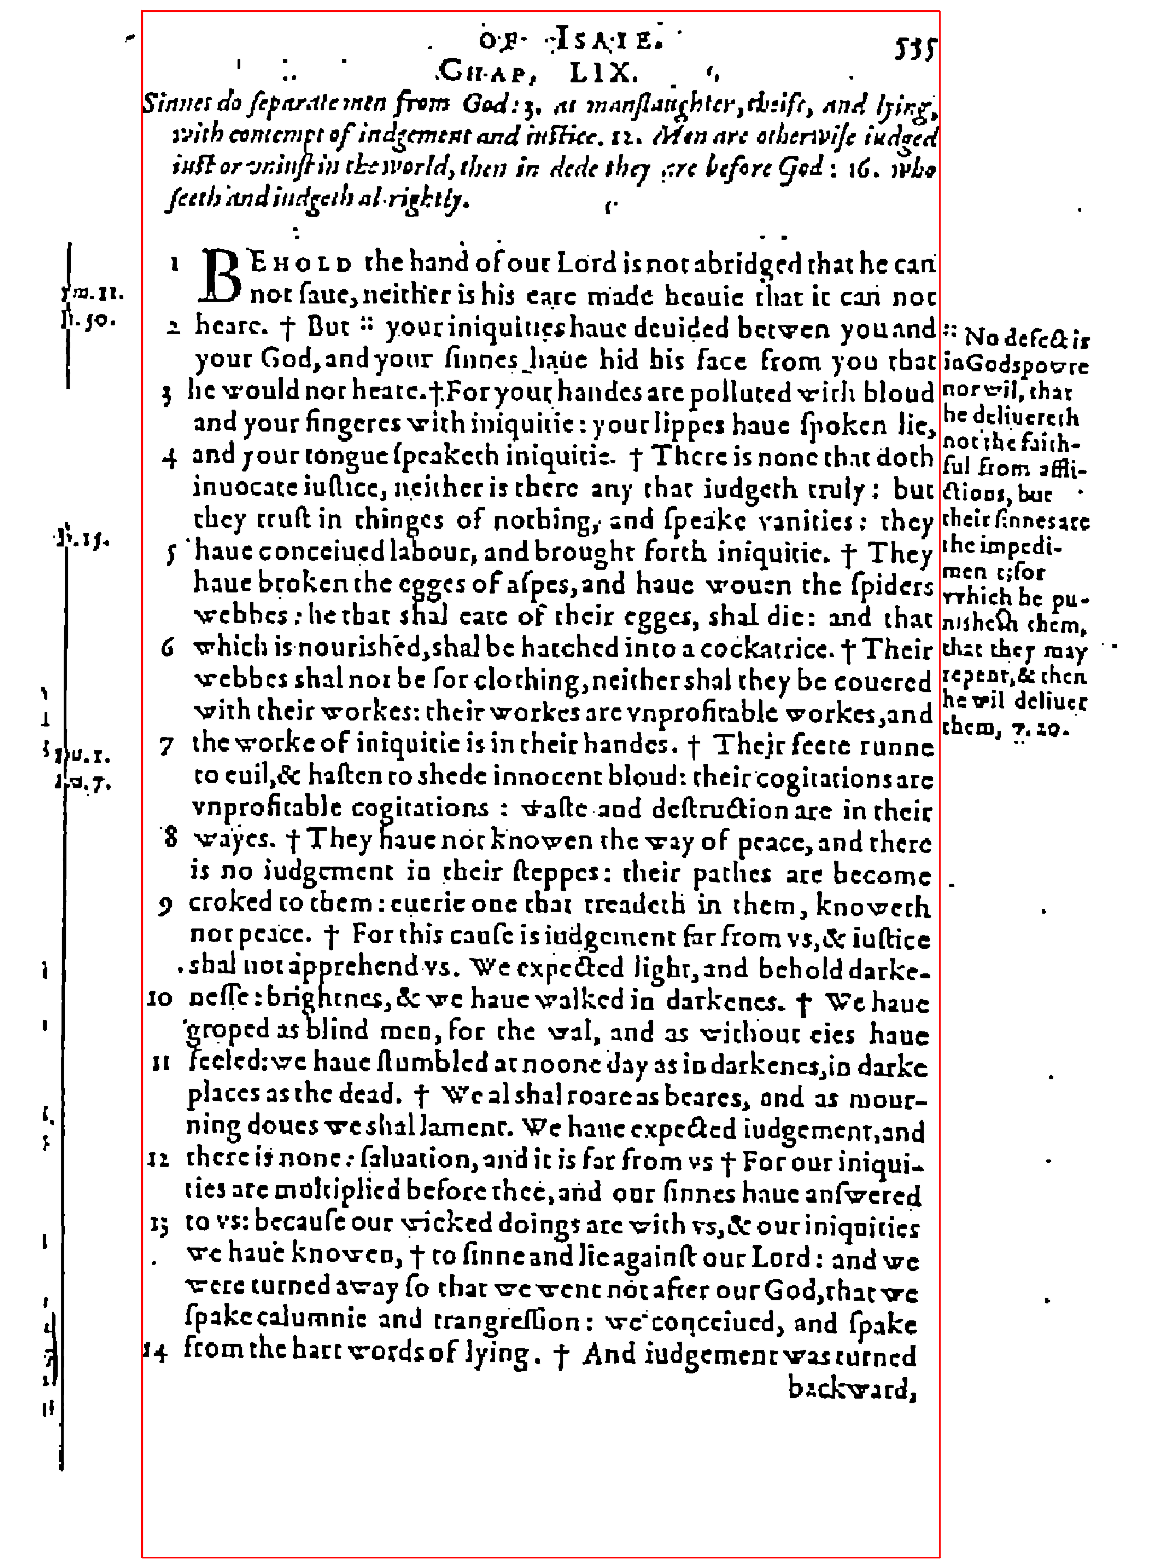 OF ISAIE. 535
CHAP, LIX.
Sinnes do ſeparate men from God: 3. at manſlaughter, theift, and lying,
with contempt of iudgement and iuſtice. 12. Men are otherwiſe iudged
iuſt or vniuſt in the world, then in dede they are before God: 16. who
ſeeth and iudgeth al rightly.
1 BEHOLD the hand of our Lord is not abridged that he can
not ſaue, neither is his eare made heauie that it can not
2 heare. † But :: your iniquities haue deuided betwen you and
your God, and your ſinnes haue hid his face from you that
3 he would not heare. † For your handes are polluted with bloud
and your fingeres with iniquitie: your lippes haue ſpoken lie,
4 and your tongue ſpeaketh iniquitie. † There is none that doth
inuocate iuſtice, neither is there any that iudgeth truly: but
they truſt in thinges of nothing, and ſpeake vanities: they
5 haue conceiued labour, and brought forth iniquitie. † They
haue broken the egges of aſpes, and haue wouen the ſpiders
webbes: he that shal eate of their egges, shal die: and that
6 which is nourished, shal be hatched into a cockatrice. † Their
webbes shal not be for clothing, neither shal they be couered
with their workes: their workes are vnprofitable workes, and
7 the worke of iniquitie is in their handes. † Their feete runne
to euil, & haſten to shede innocent bloud: their cogitations are
vnprofitable cogitations : waſte and deſtruction are in their
8 wayes. † They haue not knowen the way of peace, and there
is no iudgement in their ſteppes: their pathes are become
9 croked to them: euerie one that treadeth in them, knoweth
not peace. † For this cauſe is iudgement far from vs, & iuſtice
shal not apprehend vs. We expected light, and behold darke-
10 neſſe: brightnes, & we haue walked in darkenes. † We haue
groped as blind men, for the wal, and as without eies haue
11 feeled: we haue ſtumbled at noone day as in darkenes, in darke
places as the dead. † We al shal roare as beares, and as mour-
ning doues we shal lament. We haue expected iudgement, and
12 there is none: ſaluation, and it is far from vs † For our iniqui-
ties are multiplied before thee, and our ſinnes haue anſwered
13 to vs: becauſe our wicked doings are with vs, & our iniquities
we haue knowen, † to ſinne and lie againſt our Lord: and we
were turned away ſo that we went not after our God, that we
ſpake calumnie and trangreſſion: we conceiued, and ſpake
14 from the hart words of lying. † And iudgement was turned
backward,
:: No defect is
in Gods powre
nor wil, that
he deliuereth
not the faith-
ful from affli-
ctions, but
their ſinnes are
the impedi-
ment; for
which he pu-
nisheth them,
that they may
repent, & then
he wil deliuer
them, v. 20.